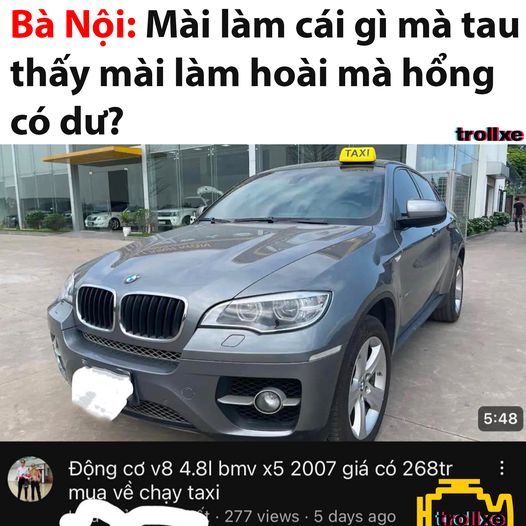 Bà Nội: Mài làm cái gì mà tau
thấy mài làm hoài mà hổng
có dư?
trollxe
TAXI
5:48
Động cơ v8 4.8l bmv x5 2007 giá có 268tr
mua về chạy taxi
277 views · 5 days ago
trollxe